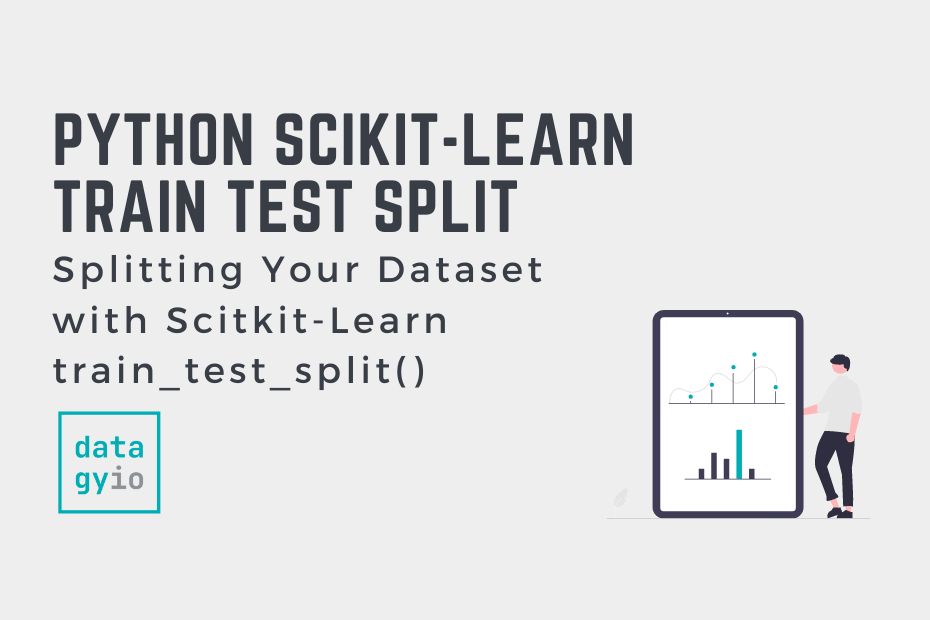 PYTHON SCIKIT-LEARN
TRAIN TEST SPLIT
Splitting Your Dataset
with Scitkit-Learn
train_test_split()
data
gyio